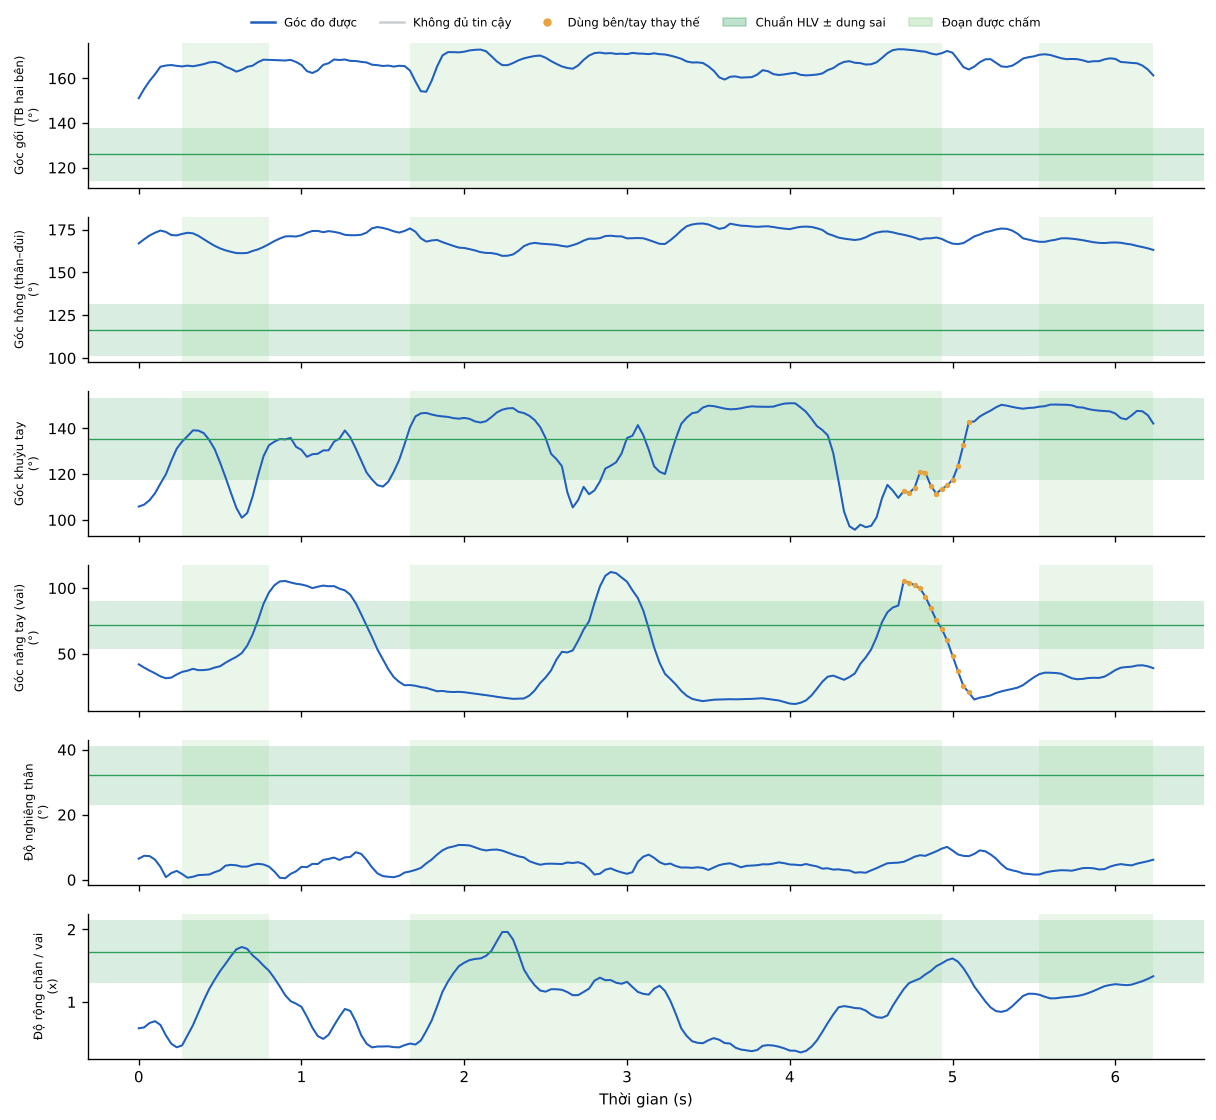 Góc đo được
Không đủ tin cậy
Dùng bên/tay thay thế
Chuẩn HLV ± dung sai
Đoạn được chấm
Góc gối (TB hai bên)
(°)
160
140
120
Góc hông (thân–đùi)
(°)
175
150
125
100
Góc khuỷu tay
(°)
140
120
100
Góc nâng tay (vai)
(°)
100
50
Độ nghiêng thân
(°)
40
20
0
Độ rộng chân / vai
(x)
2
1
0 1 2 3 4 5 6
Thời gian (s)